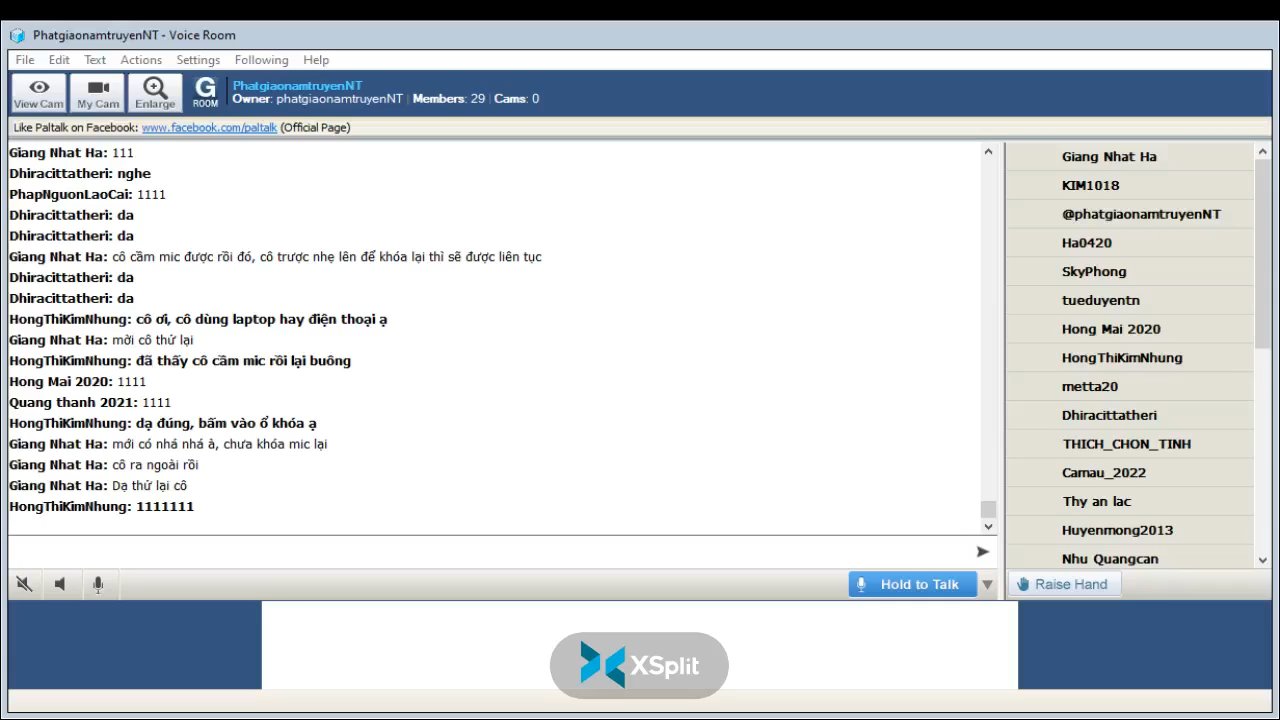 PhatgiaonamtruyenNT - Voice Room
File Edit Text Actions Settings Following Help
View Cam My Cam Enlarge G ROOM
PhatgiaonamtruyenNT
Owner: phatgiaonamtruyenNT | Members: 29 | Cams: 0
Like Paltalk on Facebook: www.facebook.com/paltalk (Official Page)
Giang Nhat Ha: 111
Dhiracittatheri: nghe
PhapNguonLaoCai: 1111
Dhiracittatheri: da
Dhiracittatheri: da
Giang Nhat Ha: cô cầm mic được rồi đó, cô trược nhẹ lên để khóa lại thì sẽ được liên tục
Dhiracittatheri: da
Dhiracittatheri: da
HongThiKimNhung: cô ơi, cô dùng laptop hay điện thoại ạ
Giang Nhat Ha: mời cô thử lại
HongThiKimNhung: đã thấy cô cầm mic rồi lại buông
Hong Mai 2020: 1111
Quang thanh 2021: 1111
HongThiKimNhung: dạ đúng, bấm vào ổ khóa ạ
Giang Nhat Ha: mới có nhá nhá à, chưa khóa mic lại
Giang Nhat Ha: cô ra ngoài rồi
Giang Nhat Ha: Dạ thử lại cô
HongThiKimNhung: 1111111
Giang Nhat Ha
KIM1018
@phatgiaonamtruyenNT
Ha0420
SkyPhong
tueduyentn
Hong Mai 2020
HongThiKimNhung
metta20
Dhiracittatheri
THICH_CHON_TINH
Camau_2022
Thy an lac
Huyenmong2013
Nhu Quangcan
Hold to Talk
Raise Hand
XSplit